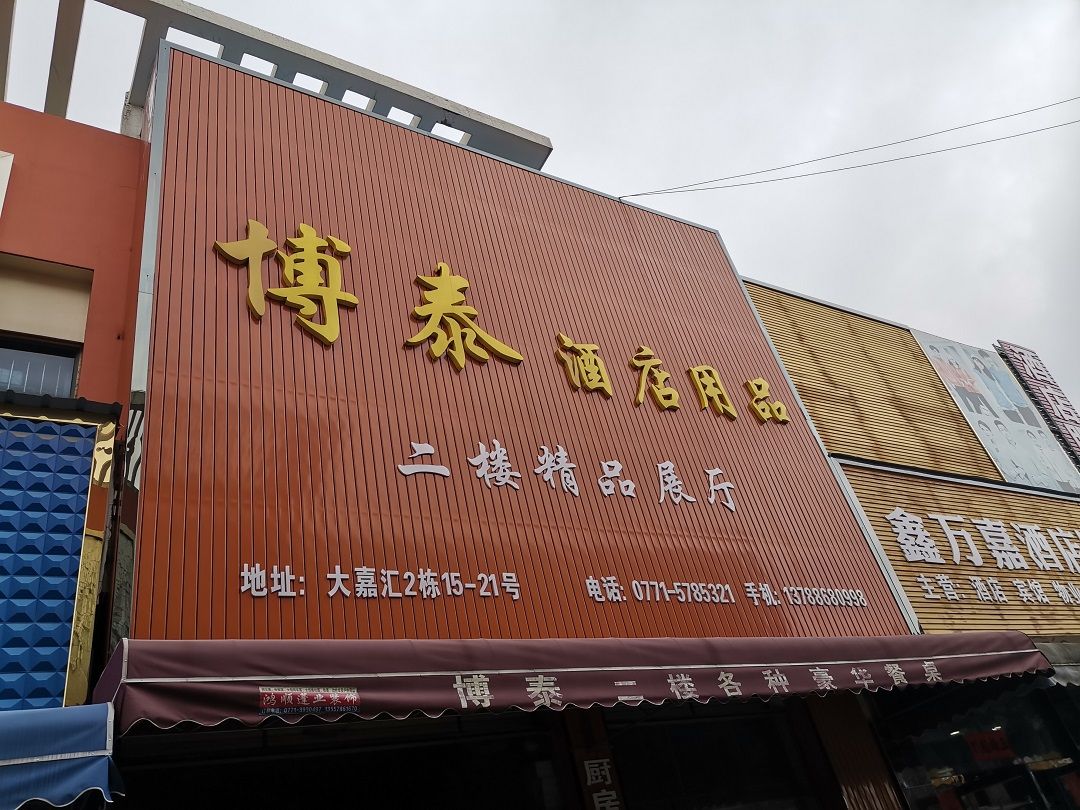 博泰 酒店用品
二楼精品展厅
地址：大嘉汇2栋15-21号 电话: 0771-5785321 手机: 13788680998
鑫万嘉酒店
主营: 酒店 宾馆
博泰 二楼各种豪华餐桌
厨房